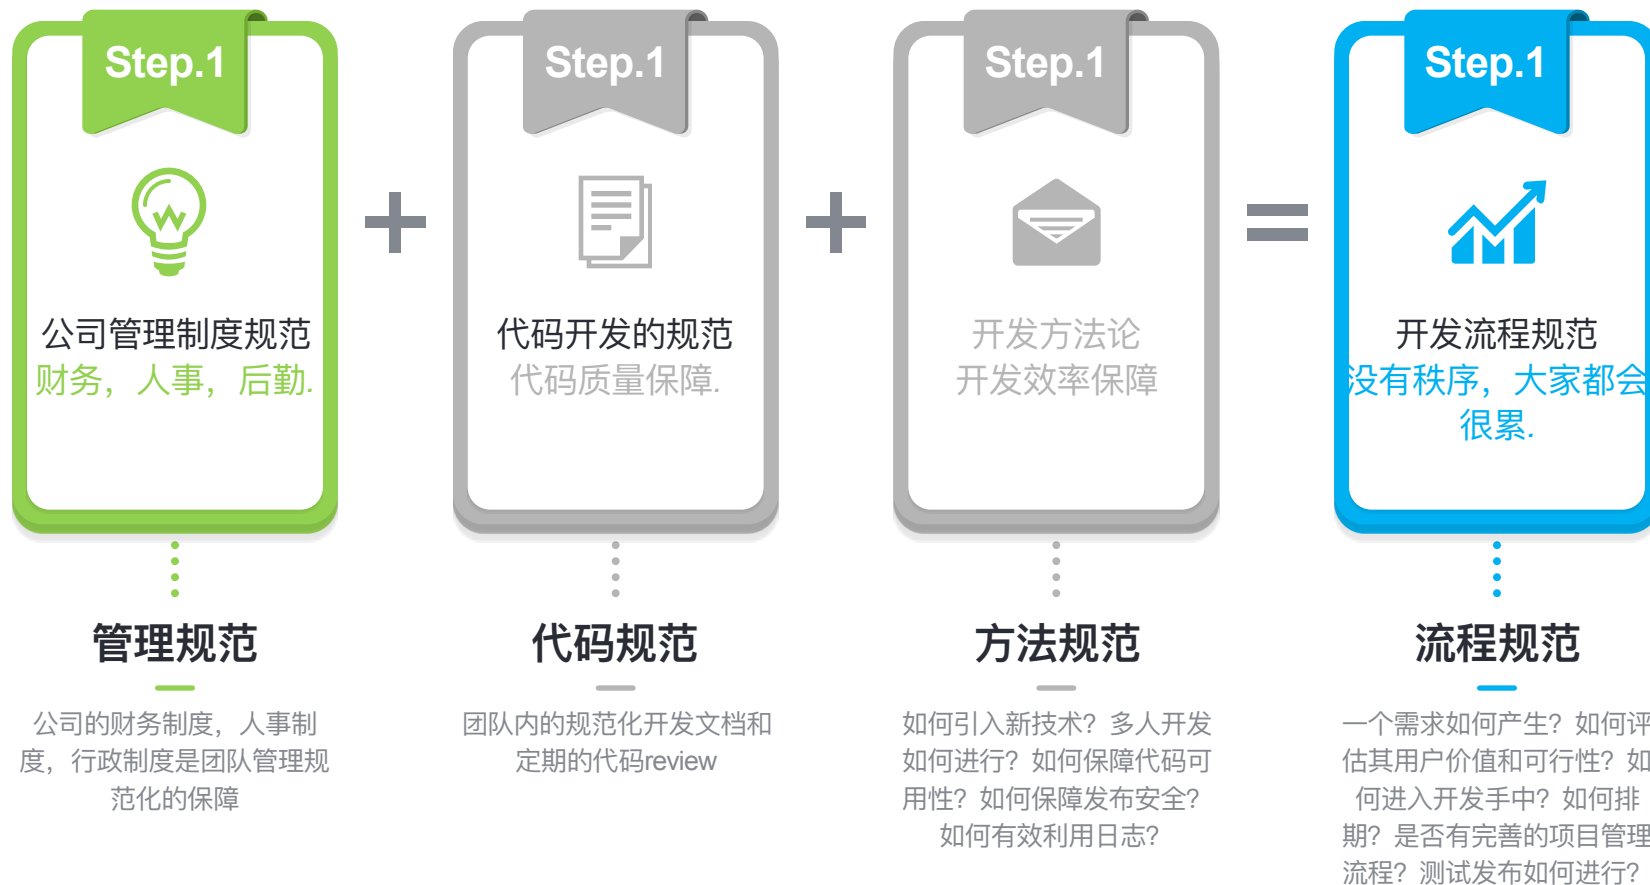 Step.1
公司管理制度规范
财务，人事，后勤.
管理规范
公司的财务制度，人事制
度，行政制度是团队管理规
范化的保障
Step.1
代码开发的规范
代码质量保障.
代码规范
团队内的规范化开发文档和
定期的代码review
Step.1
开发方法论
开发效率保障
方法规范
如何引入新技术？多人开发
如何进行？如何保障代码可
用性？如何保障发布安全？
如何有效利用日志？
Step.1
开发流程规范
没有秩序，大家都会
很累.
流程规范
一个需求如何产生？如何评
估其用户价值和可行性？如
何进入开发手中？如何排
期？是否有完善的项目管理
流程？测试发布如何进行？